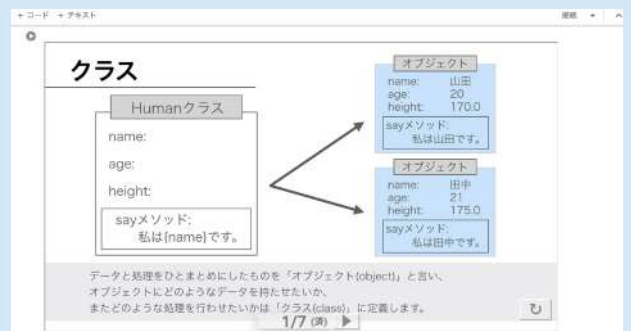 + コード + テキスト
接続
クラス
Humanクラス
name:
age:
height:
sayメソッド:
私は{name}です。
オブジェクト
name: 山田
age: 20
height: 170.0
sayメソッド:
私は山田です。
オブジェクト
name: 田中
age: 21
height: 175.0
sayメソッド:
私は田中です。
データと処理をひとまとめにしたものを「オブジェクト(object)」と言い、
オブジェクトにどのようなデータを持たせたいか、
またどのような処理を行わせたいかは「クラス(class)」に定義します。
1/7 (済)